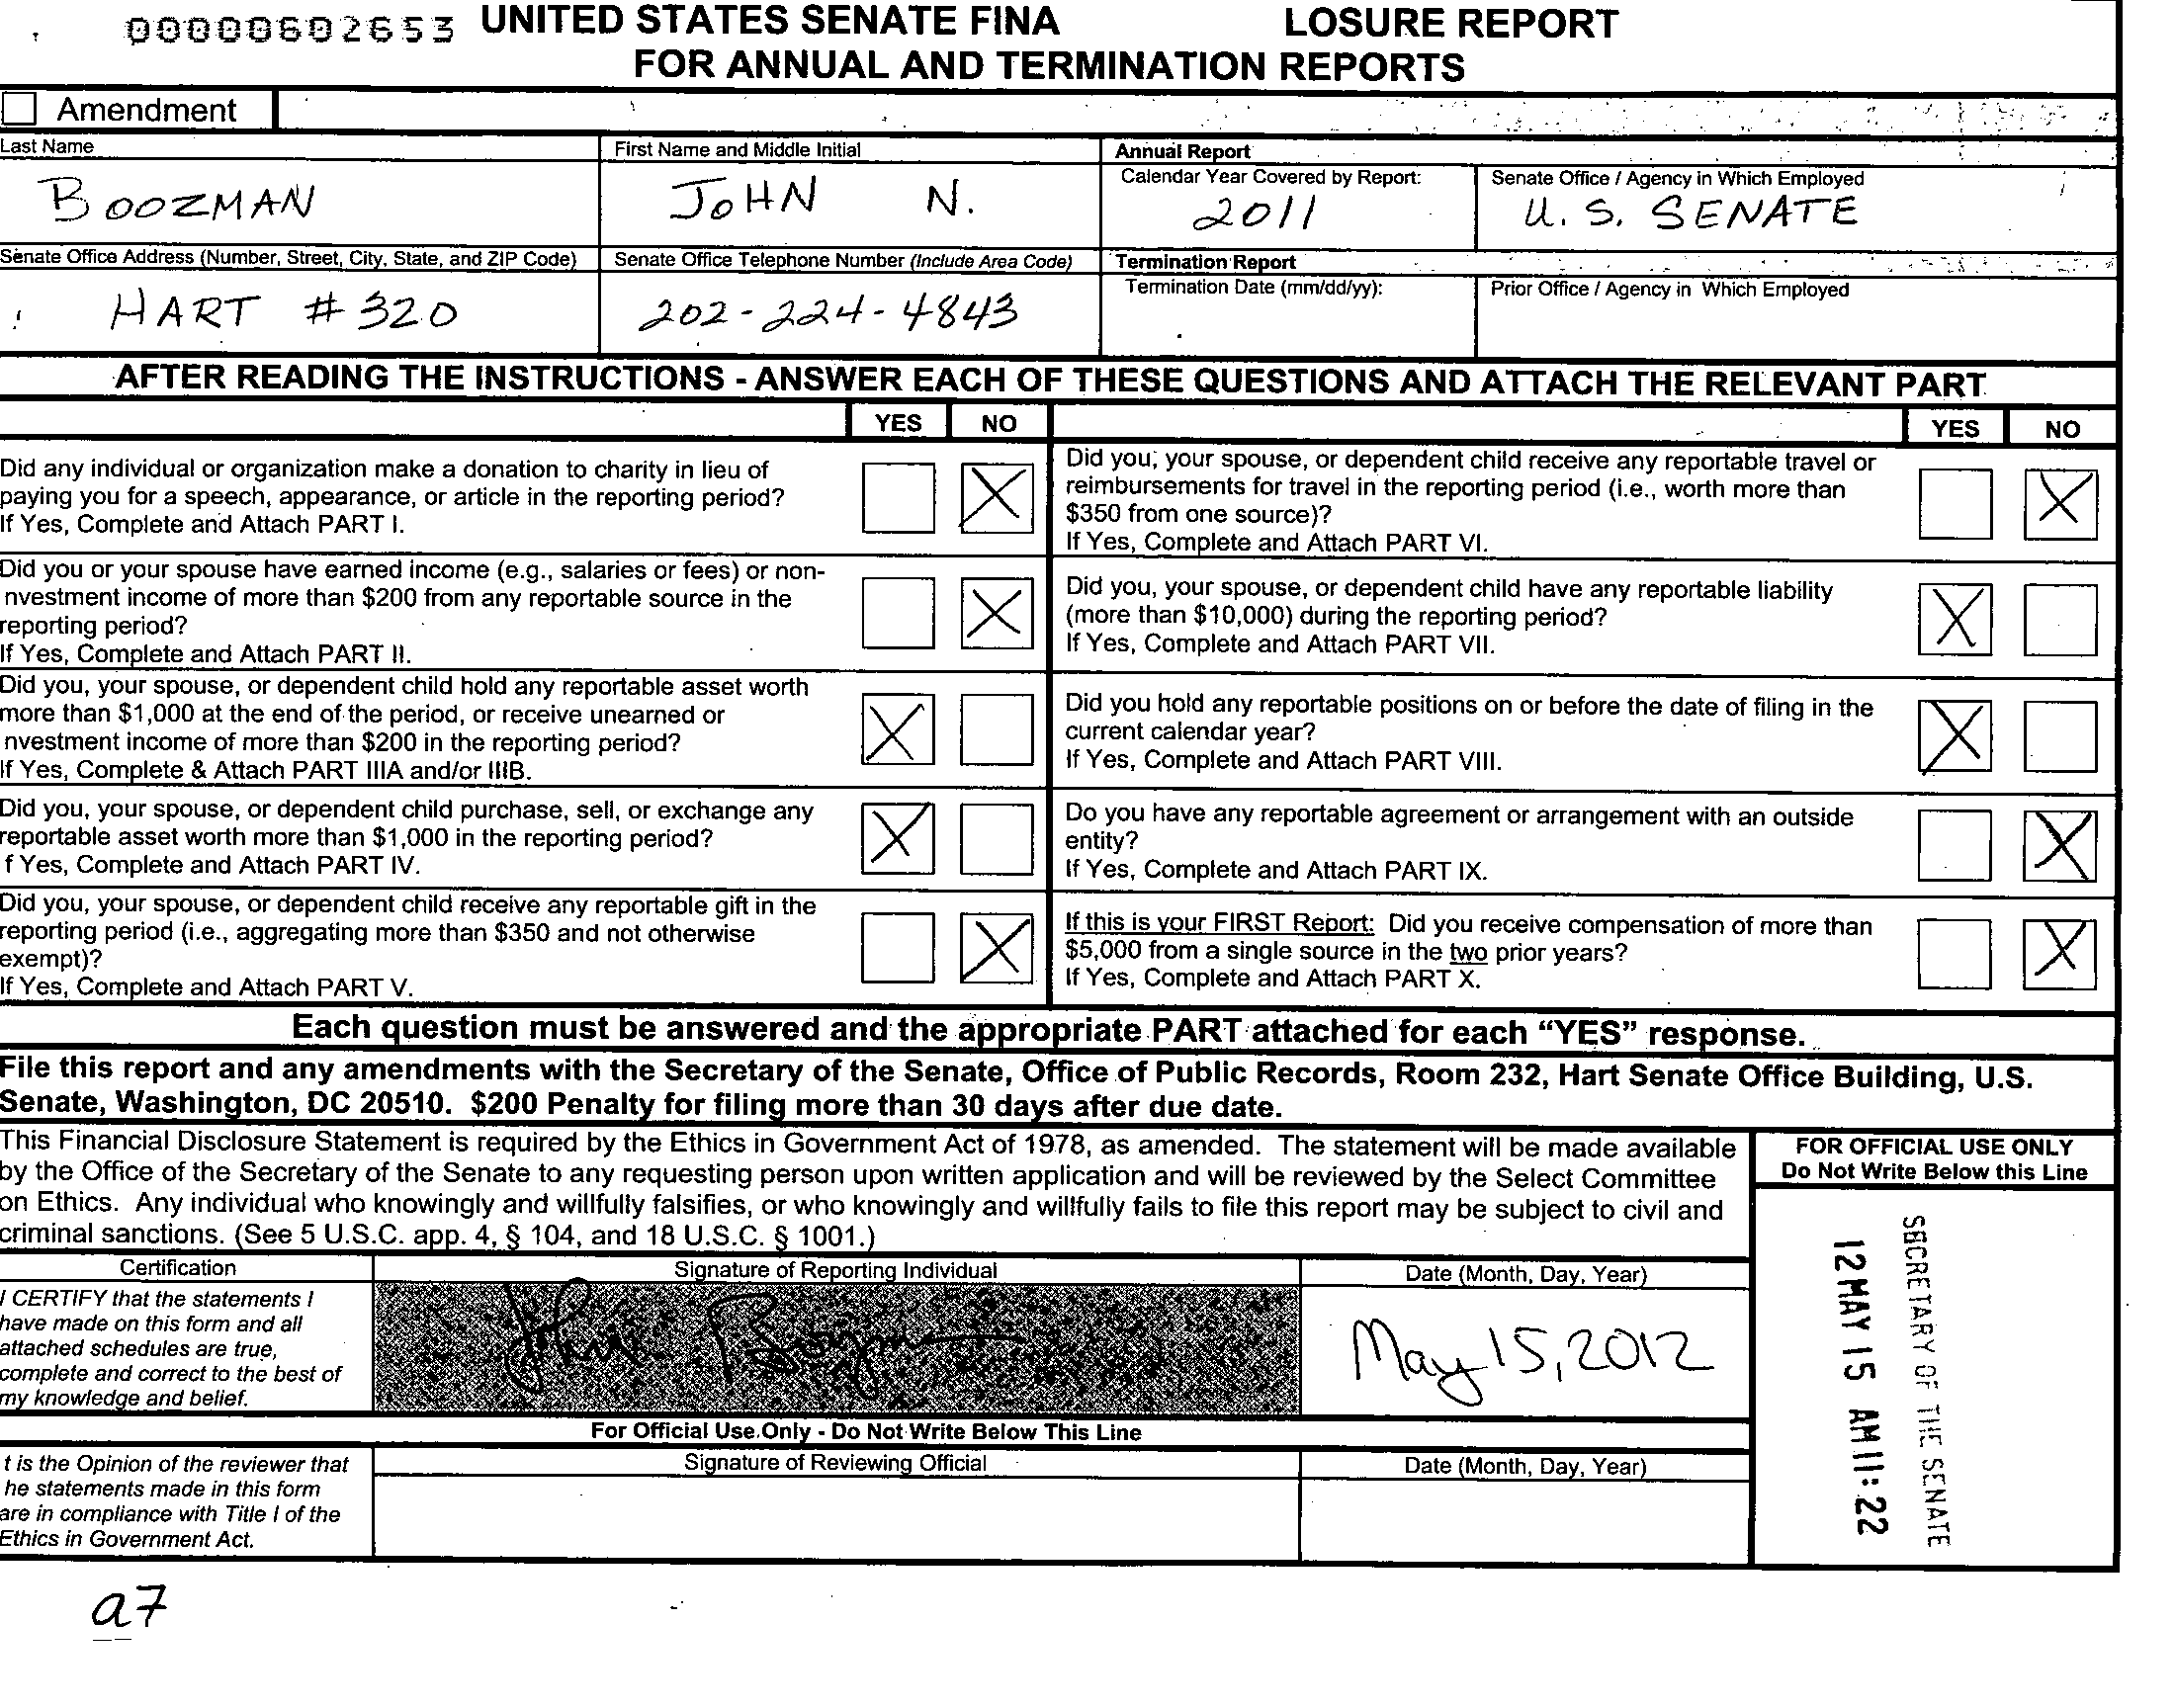 00000602653 UNITED STATES SENATE FINA LOSURE REPORT
FOR ANNUAL AND TERMINATION REPORTS
Amendment
Last Name
First Name and Middle Initial
Annual Report
BOOZMAN
JOHN N.
Calendar Year Covered by Report:
2011
Senate Office / Agency in Which Employed
U. S. SENATE
Senate Office Address (Number, Street, City, State, and ZIP Code)
Senate Office Telephone Number (Include Area Code)
Termination Report
HART #320
202-224-4843
Termination Date (mm/dd/yy):
Prior Office / Agency in Which Employed
AFTER READING THE INSTRUCTIONS - ANSWER EACH OF THESE QUESTIONS AND ATTACH THE RELEVANT PART
YES NO
YES NO
Did any individual or organization make a donation to charity in lieu of
paying you for a speech, appearance, or article in the reporting period?
If Yes, Complete and Attach PART I.
Did you, your spouse, or dependent child receive any reportable travel or
reimbursements for travel in the reporting period (i.e., worth more than
$350 from one source)?
If Yes, Complete and Attach PART VI.
Did you or your spouse have earned income (e.g., salaries or fees) or non-
nvestment income of more than $200 from any reportable source in the
reporting period?
If Yes, Complete and Attach PART II.
Did you, your spouse, or dependent child have any reportable liability
(more than $10,000) during the reporting period?
If Yes, Complete and Attach PART VII.
Did you, your spouse, or dependent child hold any reportable asset worth
more than $1,000 at the end of the period, or receive unearned or
nvestment income of more than $200 in the reporting period?
If Yes, Complete & Attach PART IIIA and/or IIIB.
Did you hold any reportable positions on or before the date of filing in the
current calendar year?
If Yes, Complete and Attach PART VIII.
Did you, your spouse, or dependent child purchase, sell, or exchange any
reportable asset worth more than $1,000 in the reporting period?
f Yes, Complete and Attach PART IV.
Do you have any reportable agreement or arrangement with an outside
entity?
If Yes, Complete and Attach PART IX.
Did you, your spouse, or dependent child receive any reportable gift in the
reporting period (i.e., aggregating more than $350 and not otherwise
exempt)?
If Yes, Complete and Attach PART V.
If this is your FIRST Report: Did you receive compensation of more than
$5,000 from a single source in the two prior years?
If Yes, Complete and Attach PART X.
Each question must be answered and the appropriate PART attached for each “YES” response.
File this report and any amendments with the Secretary of the Senate, Office of Public Records, Room 232, Hart Senate Office Building, U.S.
Senate, Washington, DC 20510. $200 Penalty for filing more than 30 days after due date.
This Financial Disclosure Statement is required by the Ethics in Government Act of 1978, as amended. The statement will be made available
by the Office of the Secretary of the Senate to any requesting person upon written application and will be reviewed by the Select Committee
on Ethics. Any individual who knowingly and willfully falsifies, or who knowingly and willfully fails to file this report may be subject to civil and
criminal sanctions. (See 5 U.S.C. app. 4, § 104, and 18 U.S.C. § 1001.)
FOR OFFICIAL USE ONLY
Do Not Write Below this Line
SECRETARY OF THE SENATE
12 MAY 15 AM 11:22
Certification
Signature of Reporting Individual
Date (Month, Day, Year)
I CERTIFY that the statements I
have made on this form and all
attached schedules are true,
complete and correct to the best of
my knowledge and belief.
John Boozman
May 15, 2012
For Official Use Only - Do Not Write Below This Line
t is the Opinion of the reviewer that
he statements made in this form
are in compliance with Title I of the
Ethics in Government Act.
Signature of Reviewing Official
Date (Month, Day, Year)
a7